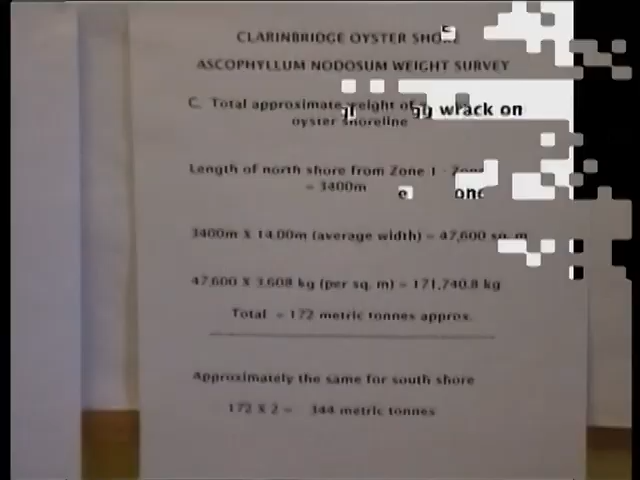 CLARINBRIDGE OYSTER SHORE
ASCOPHYLLUM NODOSUM WEIGHT SURVEY
C. Total approximate weight of wrack on
oyster shoreline
Length of north shore from Zone 1 -
= 3400m
3400m X 14.00m (average width) = 47,600 sq. m
47,600 X 3.608 kg (per sq. m) = 171,740.8 kg
Total = 172 metric tonnes approx.
Approximately the same for south shore
172 X 2 = 344 metric tonnes